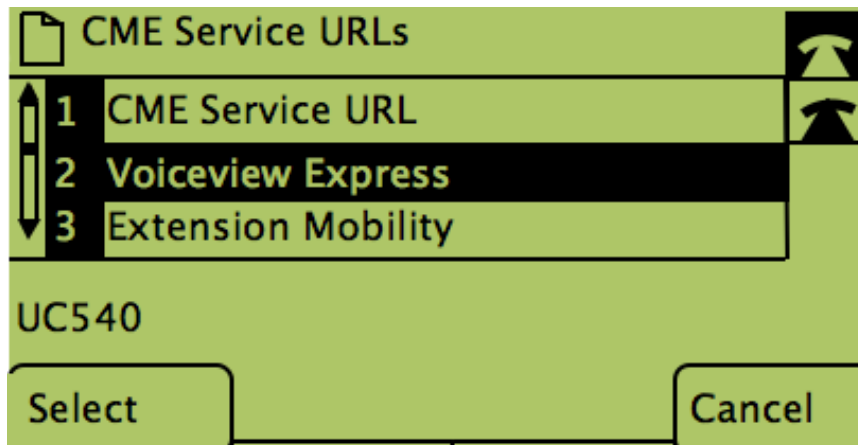 CME Service URLs
1 CME Service URL
2 Voiceview Express
3 Extension Mobility
UC540
Select Cancel